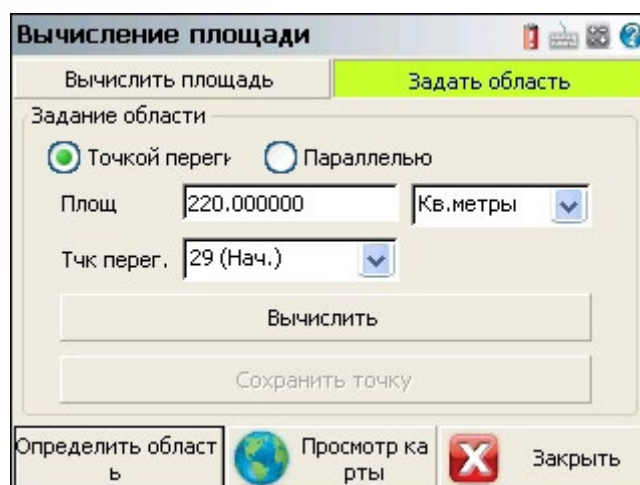 Вычисление площади
Вычислить площадь
Задать область
Задание области
Точкой переги
Параллелью
Площ
220.000000
Кв.метры
Тчк перег.
29 (Нач.)
Вычислить
Сохранить точку
Определить област
ь
Просмотр ка
рты
Закрыть